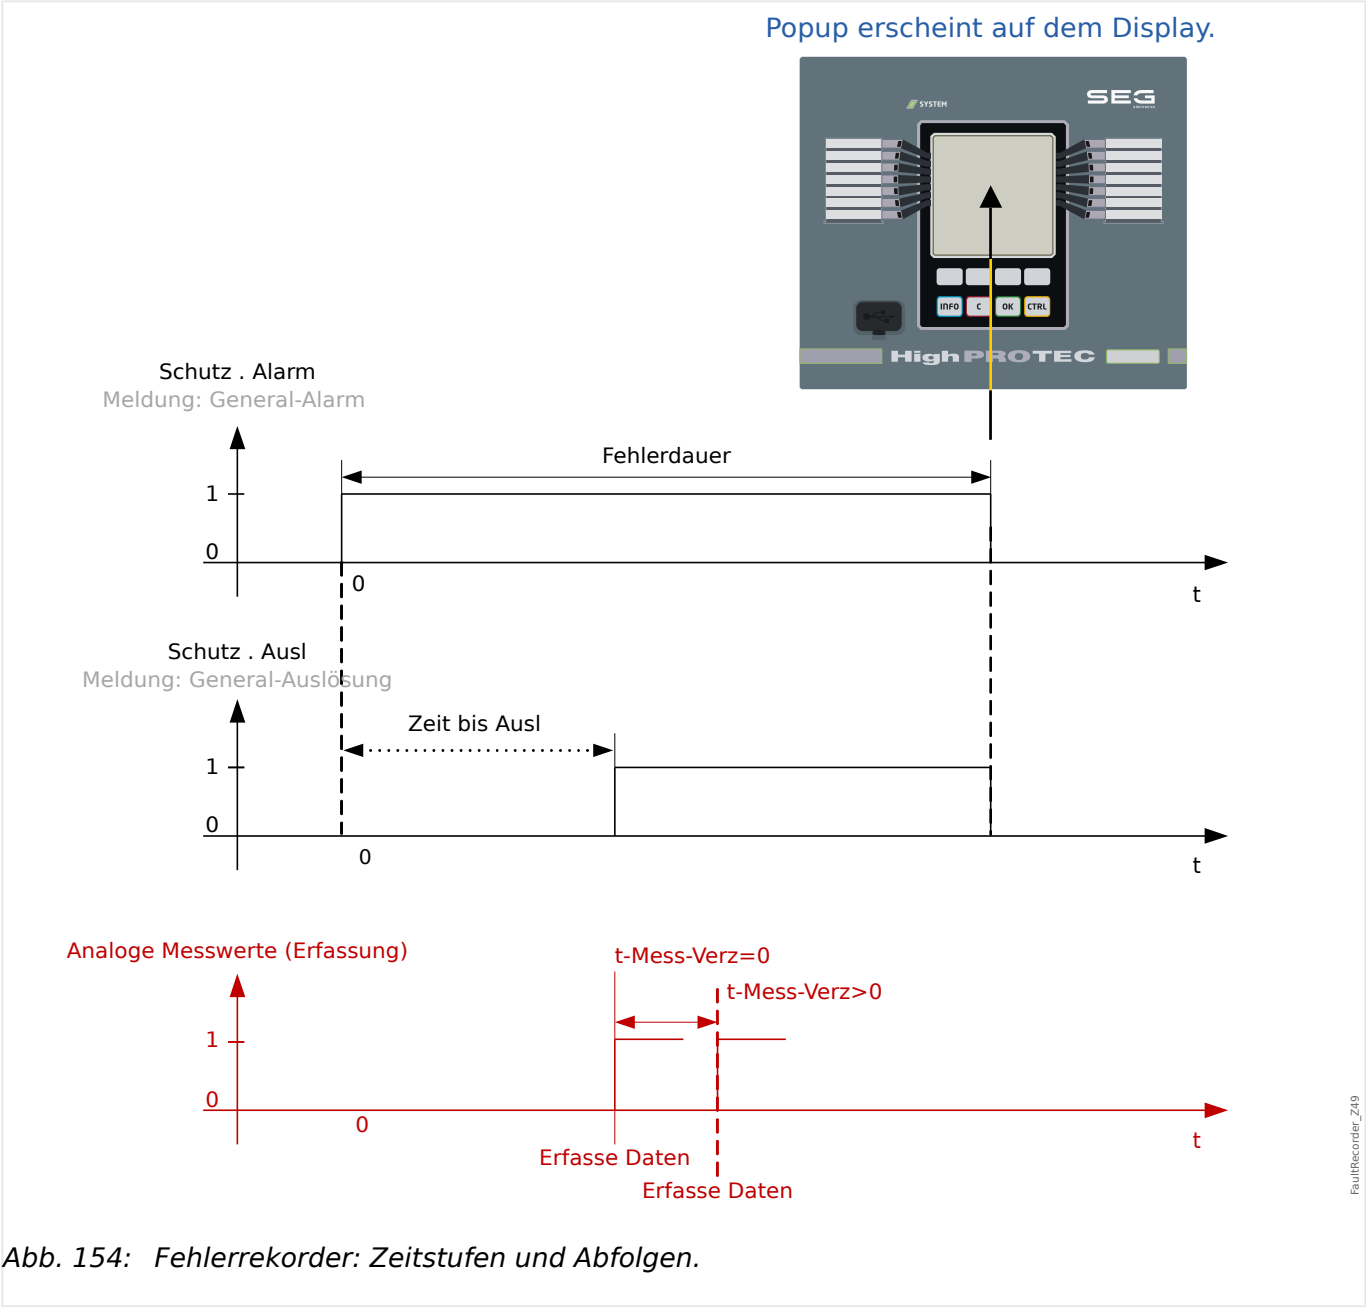 Popup erscheint auf dem Display.
SYSTEM
SEG
electronics
INFO
C
OK
CTRL
HighPROTEC
Schutz . Alarm
Meldung: General-Alarm
Fehlerdauer
1
0
0
t
Schutz . Ausl
Meldung: General-Auslösung
Zeit bis Ausl
1
0
0
t
Analoge Messwerte (Erfassung)
t-Mess-Verz=0
t-Mess-Verz>0
1
0
0
t
Erfasse Daten
Erfasse Daten
FaultRecorder_Z49
Abb. 154: Fehlerrekorder: Zeitstufen und Abfolgen.